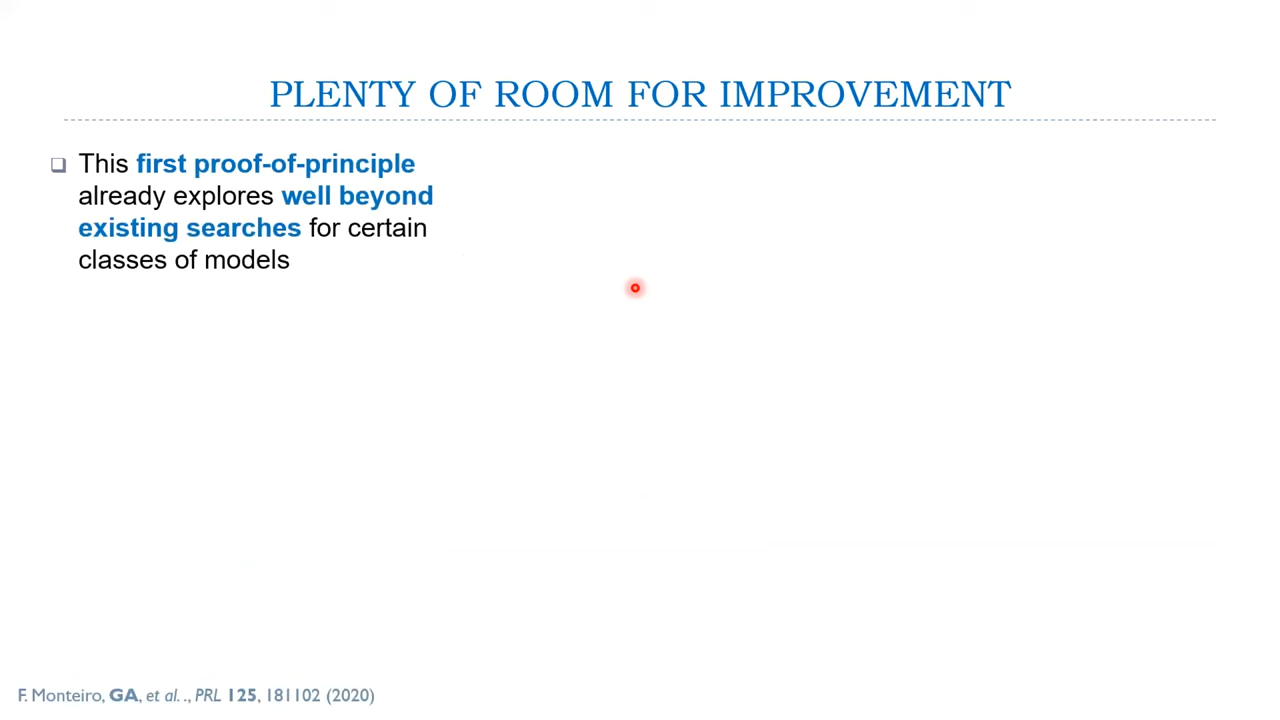 PLENTY OF ROOM FOR IMPROVEMENT
This first proof-of-principle
already explores well beyond
existing searches for certain
classes of models
F. Monteiro, GA, et al. ., PRL 125, 181102 (2020)